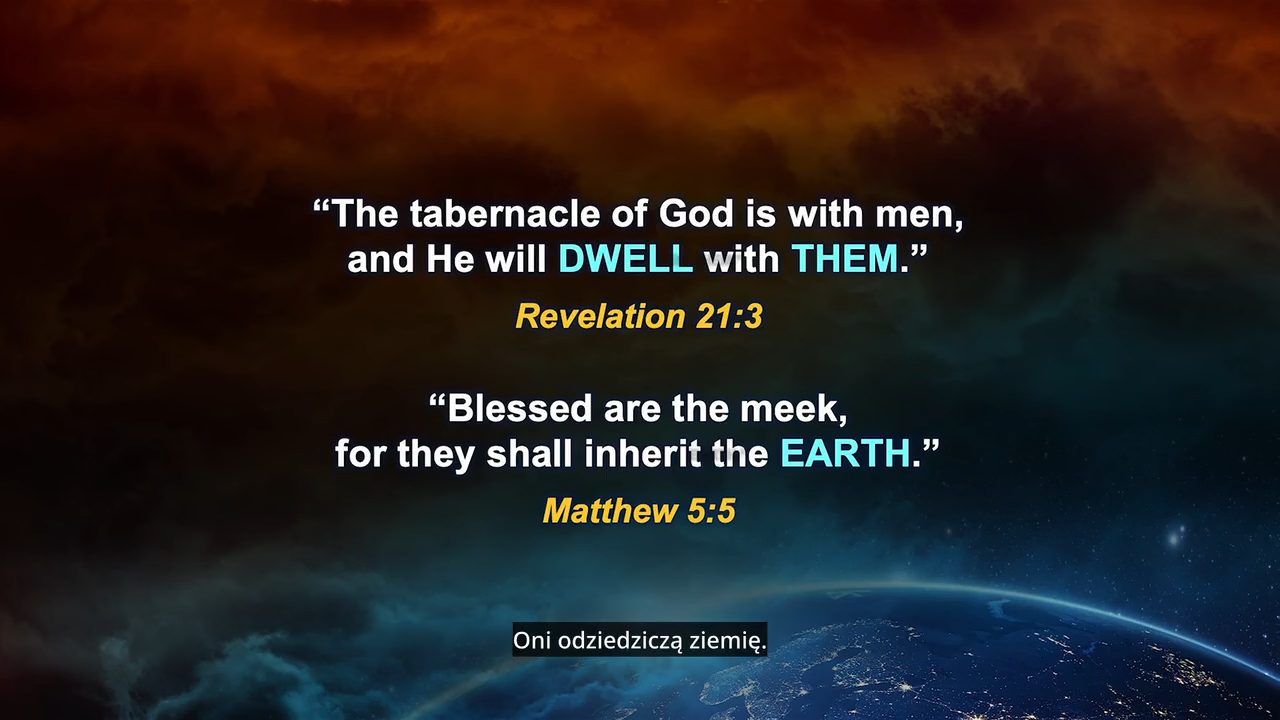 “The tabernacle of God is with men,
and He will DWELL with THEM.”
Revelation 21:3
“Blessed are the meek,
for they shall inherit the EARTH.”
Matthew 5:5
Oni odziedziczą ziemię.